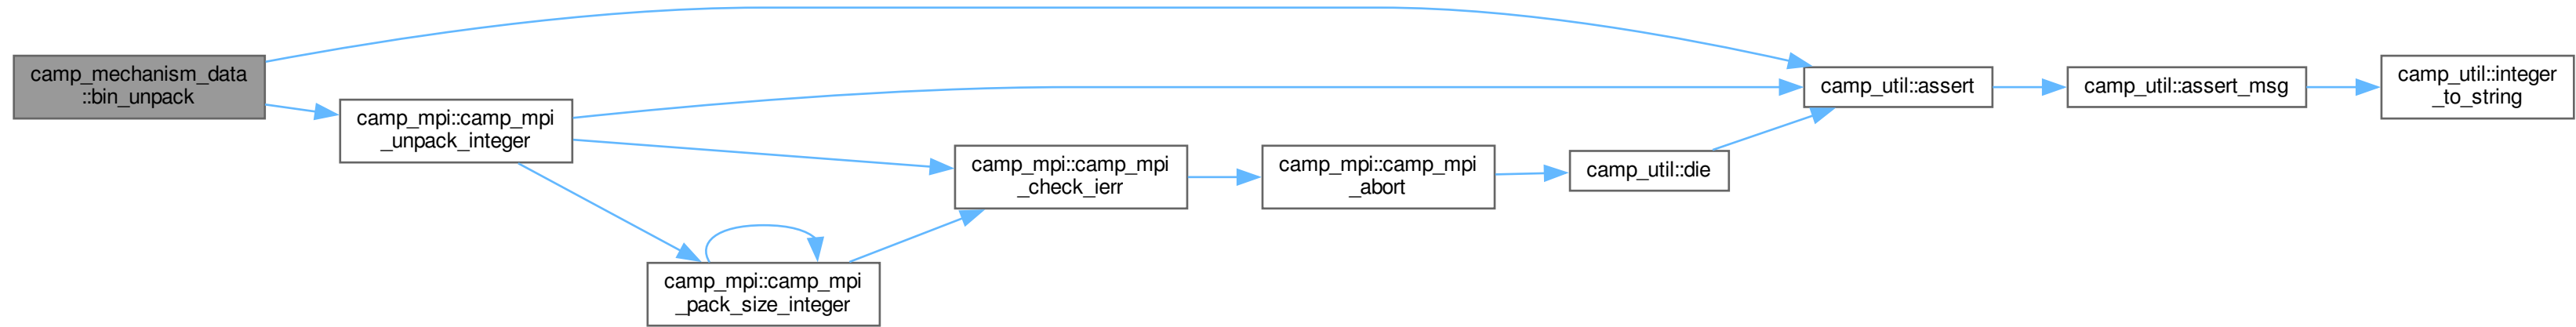 camp_mechanism_data
::bin_unpack
camp_mpi::camp_mpi
_unpack_integer
camp_mpi::camp_mpi
_pack_size_integer
camp_mpi::camp_mpi
_check_ierr
camp_mpi::camp_mpi
_abort
camp_util::die
camp_util::assert
camp_util::assert_msg
camp_util::integer
_to_string